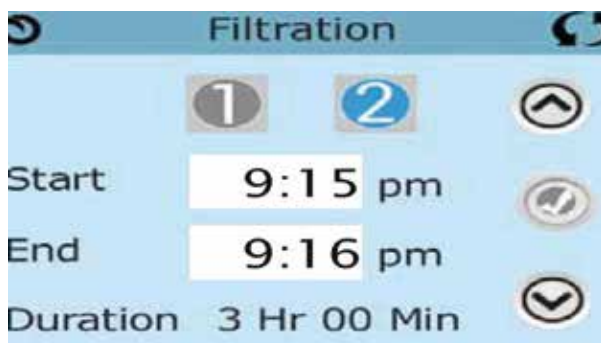 Filtration
1 2
Start 9:15 pm
End 9:16 pm
Duration 3 Hr 00 Min